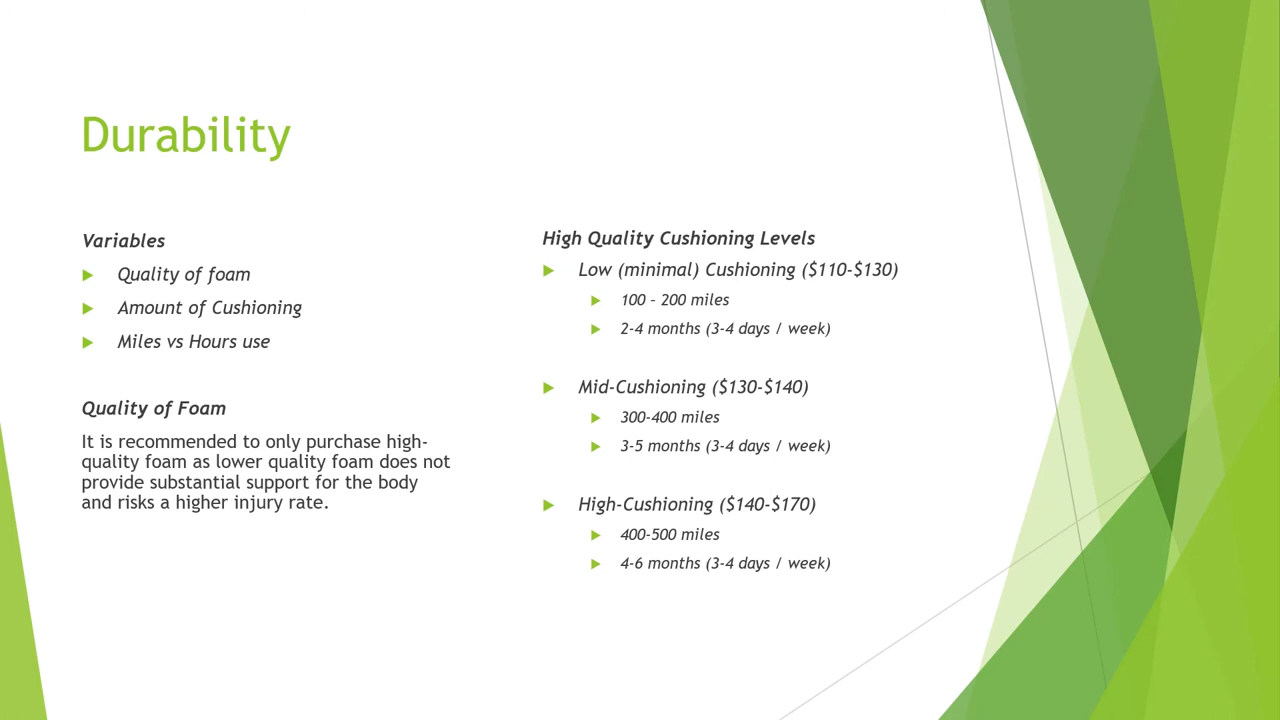 Durability
Variables
Quality of foam
Amount of Cushioning
Miles vs Hours use
Quality of Foam
It is recommended to only purchase high-
quality foam as lower quality foam does not
provide substantial support for the body
and risks a higher injury rate.
High Quality Cushioning Levels
Low (minimal) Cushioning ($110-$130)
100 – 200 miles
2-4 months (3-4 days / week)
Mid-Cushioning ($130-$140)
300-400 miles
3-5 months (3-4 days / week)
High-Cushioning ($140-$170)
400-500 miles
4-6 months (3-4 days / week)